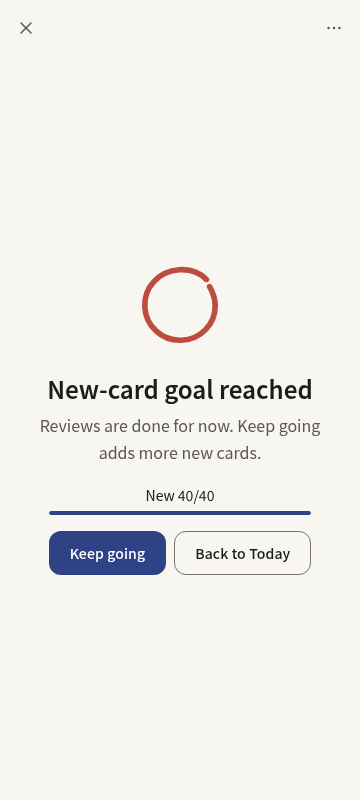 New-card goal reached
Reviews are done for now. Keep going
adds more new cards.
New 40/40
Keep going
Back to Today